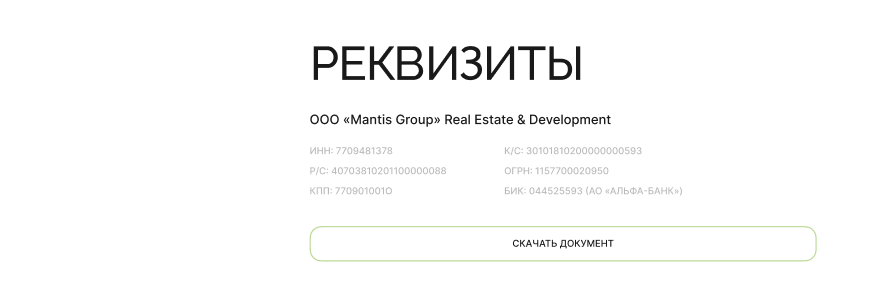 РЕКВИЗИТЫ
ООО «Mantis Group» Real Estate & Development
ИНН: 7709481378
К/С: 30101810200000000593
Р/С: 40703810201100000088
ОГРН: 1157700020950
КПП: 770901001О
БИК: 044525593 (АО «АЛЬФА-БАНК»)
СКАЧАТЬ ДОКУМЕНТ